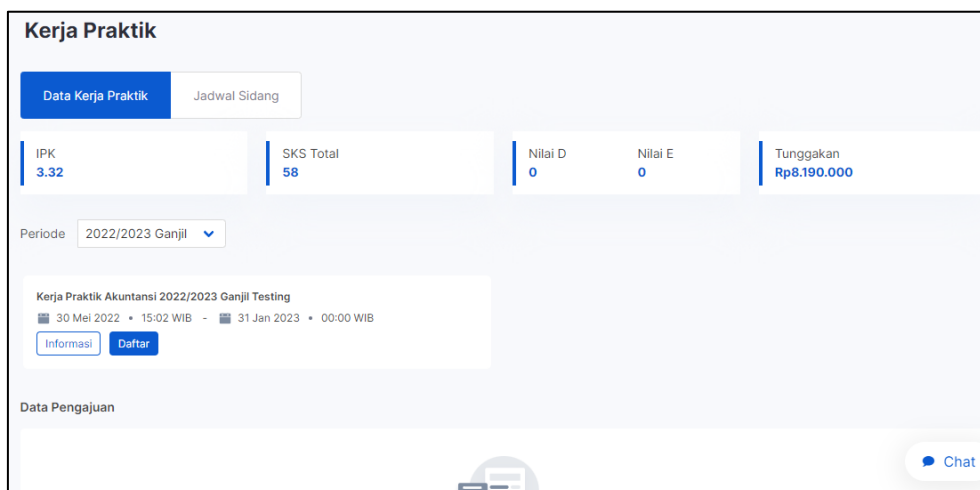 Kerja Praktik
Data Kerja Praktik Jadwal Sidang
IPK SKS Total Nilai D Nilai E Tunggakan
3.32 58 0 0 Rp8.190.000
Periode 2022/2023 Ganjil
Kerja Praktik Akuntansi 2022/2023 Ganjil Testing
30 Mei 2022 • 15:02 WIB - 31 Jan 2023 • 00:00 WIB
Informasi Daftar
Data Pengajuan
Chat